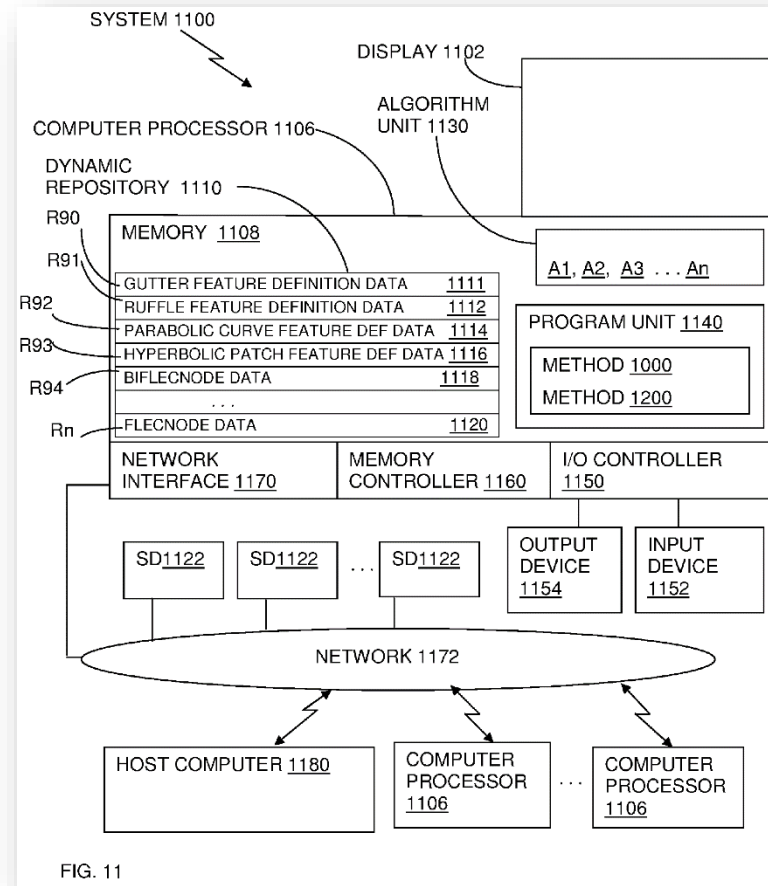 SYSTEM 1100
DISPLAY 1102
ALGORITHM
UNIT 1130
COMPUTER PROCESSOR 1106
DYNAMIC
REPOSITORY 1110
R90
R91
R92
R93
R94
Rn
MEMORY 1108
GUTTER FEATURE DEFINITION DATA 1111
RUFFLE FEATURE DEFINITION DATA 1112
PARABOLIC CURVE FEATURE DEF DATA 1114
HYPERBOLIC PATCH FEATURE DEF DATA 1116
BIFLECNODE DATA 1118
. . .
FLECNODE DATA 1120
A1, A2, A3 . . . An
PROGRAM UNIT 1140
METHOD 1000
METHOD 1200
NETWORK
INTERFACE 1170
MEMORY
CONTROLLER 1160
I/O CONTROLLER
1150
SD1122
SD1122
. . .
SD1122
OUTPUT
DEVICE
1154
INPUT
DEVICE
1152
NETWORK 1172
HOST COMPUTER 1180
COMPUTER
PROCESSOR
1106
. . .
COMPUTER
PROCESSOR
1106
FIG. 11